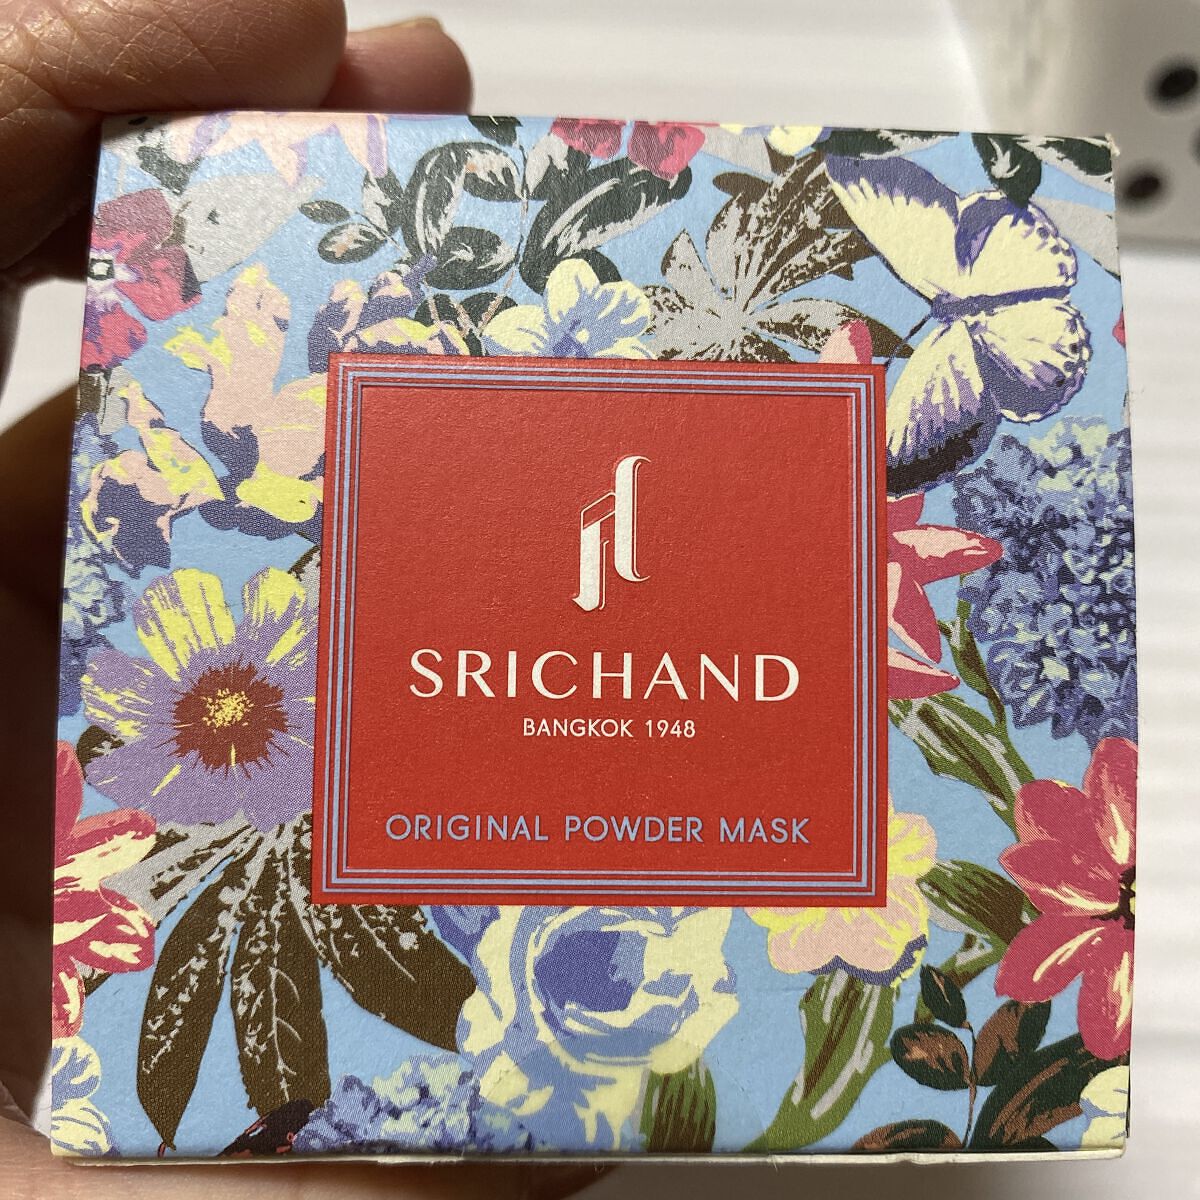 SRICHAND
BANGKOK 1948
ORIGINAL POWDER MASK